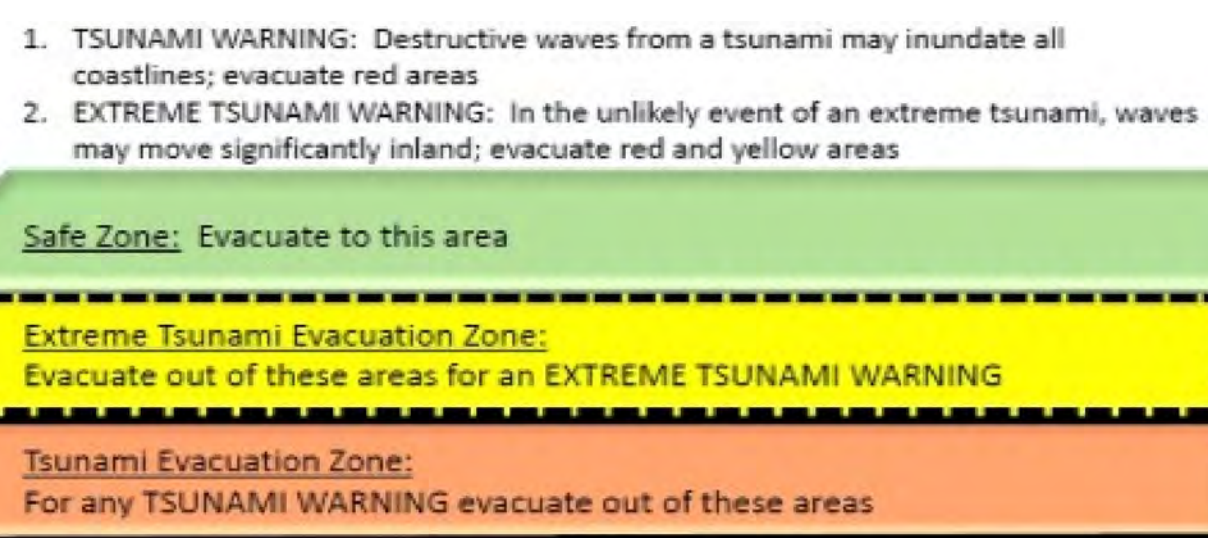 1. TSUNAMI WARNING: Destructive waves from a tsunami may inundate all
coastlines; evacuate red areas
2. EXTREME TSUNAMI WARNING: In the unlikely event of an extreme tsunami, waves
may move significantly inland; evacuate red and yellow areas
Safe Zone: Evacuate to this area
Extreme Tsunami Evacuation Zone:
Evacuate out of these areas for an EXTREME TSUNAMI WARNING
Tsunami Evacuation Zone:
For any TSUNAMI WARNING evacuate out of these areas